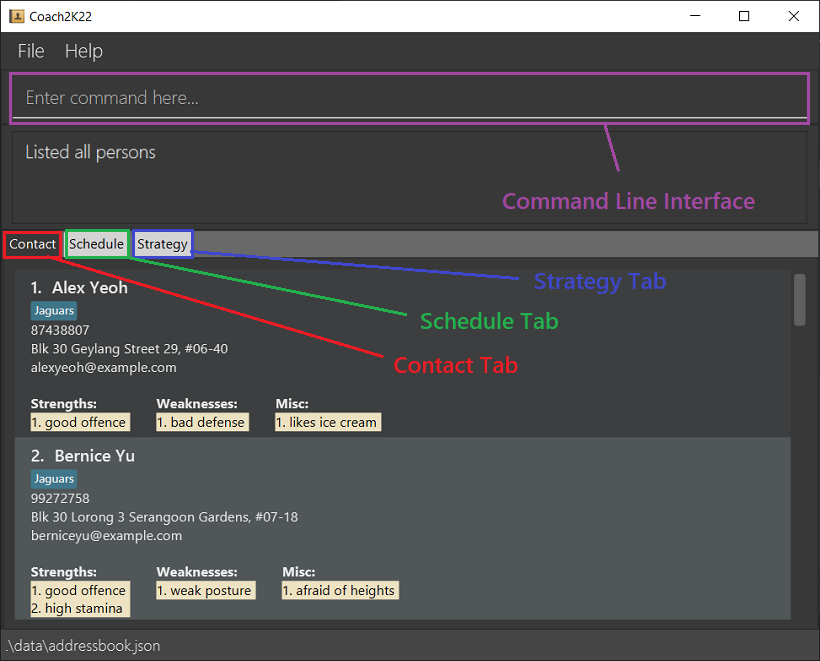 Coach2K22
File Help
Enter command here...
Listed all persons
Command Line Interface
Contact Schedule Strategy
Strategy Tab
Schedule Tab
Contact Tab
1. Alex Yeoh
Jaguars
87438807
Blk 30 Geylang Street 29, #06-40
alexyeoh@example.com
Strengths: Weaknesses: Misc:
1. good offence 1. bad defense 1. likes ice cream
2. Bernice Yu
Jaguars
99272758
Blk 30 Lorong 3 Serangoon Gardens, #07-18
berniceyu@example.com
Strengths: Weaknesses: Misc:
1. good offence 1. weak posture 1. afraid of heights
2. high stamina
.\data\addressbook.json